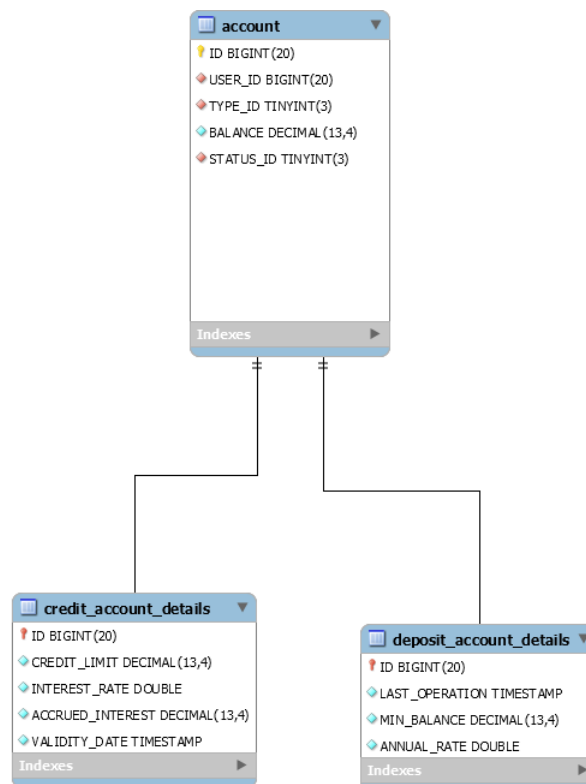 account
ID BIGINT(20)
USER_ID BIGINT(20)
TYPE_ID TINYINT(3)
BALANCE DECIMAL(13,4)
STATUS_ID TINYINT(3)
Indexes
credit_account_details
ID BIGINT(20)
CREDIT_LIMIT DECIMAL(13,4)
INTEREST_RATE DOUBLE
ACCRUED_INTEREST DECIMAL(13,4)
VALIDITY_DATE TIMESTAMP
Indexes
deposit_account_details
ID BIGINT(20)
LAST_OPERATION TIMESTAMP
MIN_BALANCE DECIMAL(13,4)
ANNUAL_RATE DOUBLE
Indexes